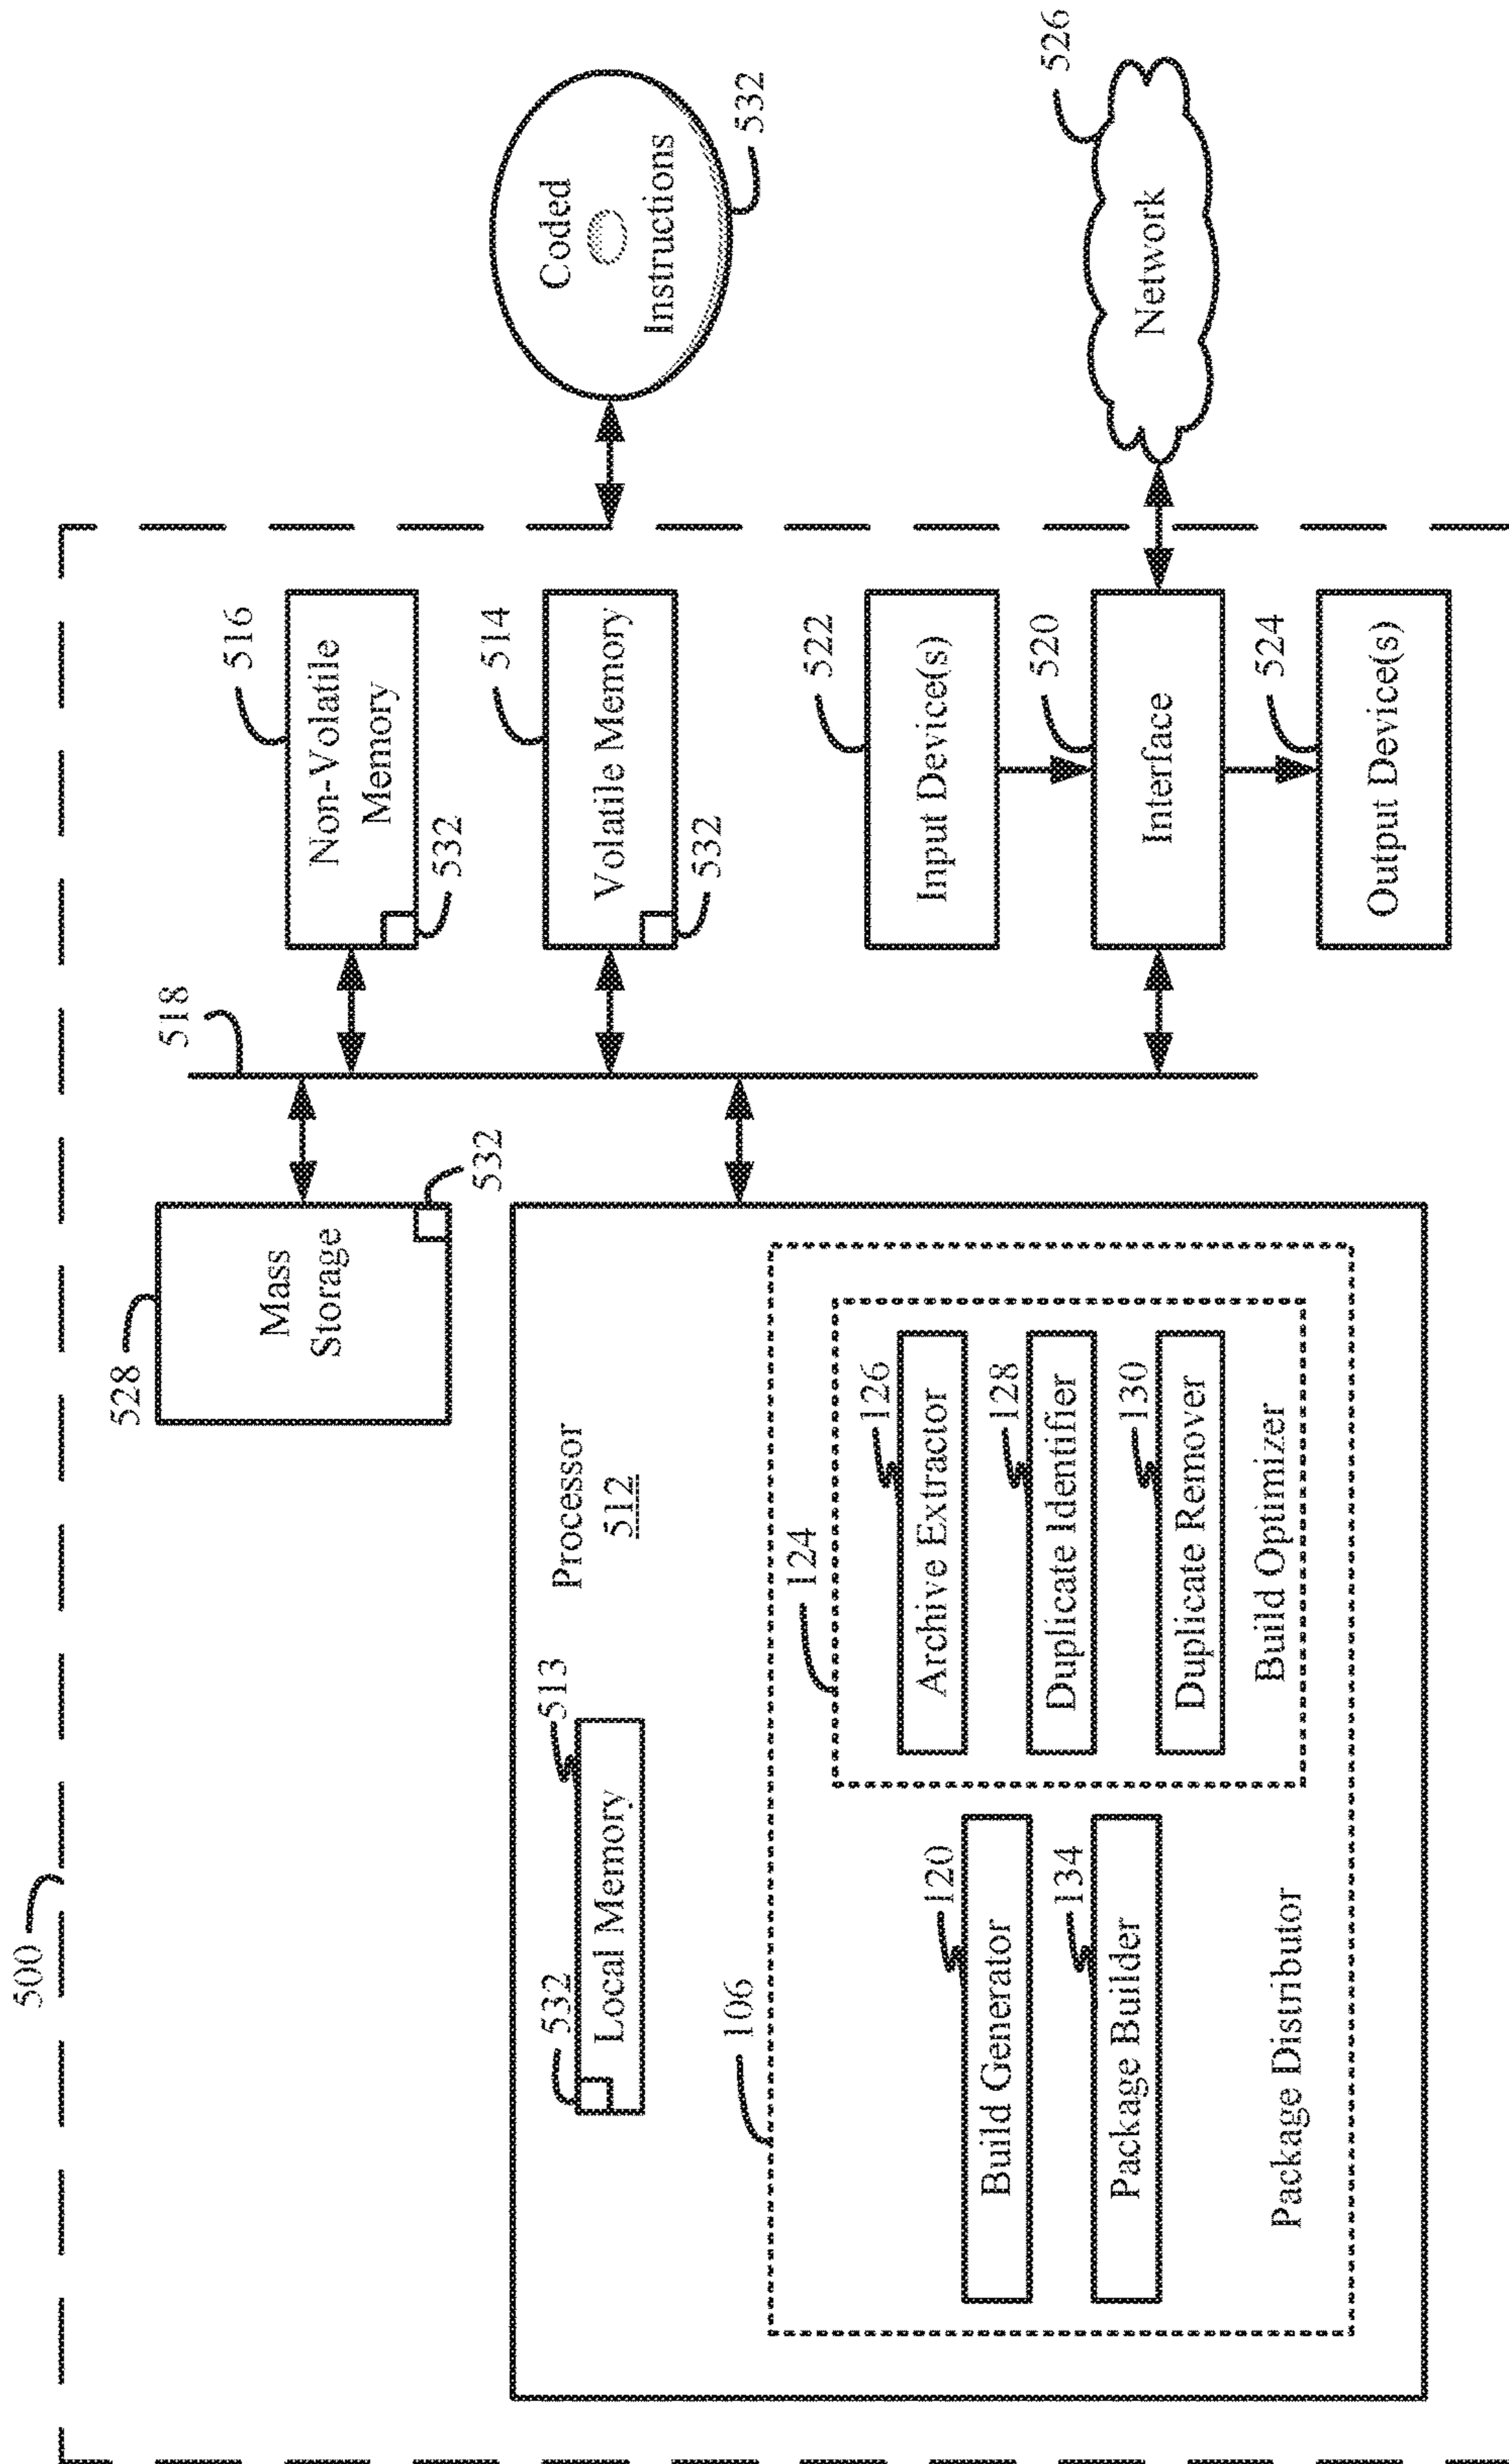 500
528
Mass
Storage
532
518
516
Non-Volatile
Memory
532
514
Volatile Memory
532
Coded
Instructions
532
Processor
512
532
513
Local Memory
106
124
120
Build Generator
134
Package Builder
Package Distributor
126
Archive Extractor
128
Duplicate Identifier
130
Duplicate Remover
Build Optimizer
522
Input Device(s)
520
Interface
524
Output Device(s)
526
Network